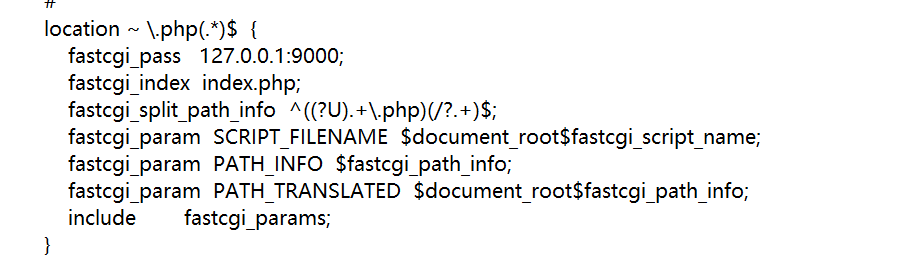 #
location ~ \.php(.*)$ {
fastcgi_pass 127.0.0.1:9000;
fastcgi_index index.php;
fastcgi_split_path_info ^((?U).+\.php)(/?.+)$;
fastcgi_param SCRIPT_FILENAME $document_root$fastcgi_script_name;
fastcgi_param PATH_INFO $fastcgi_path_info;
fastcgi_param PATH_TRANSLATED $document_root$fastcgi_path_info;
include fastcgi_params;
}